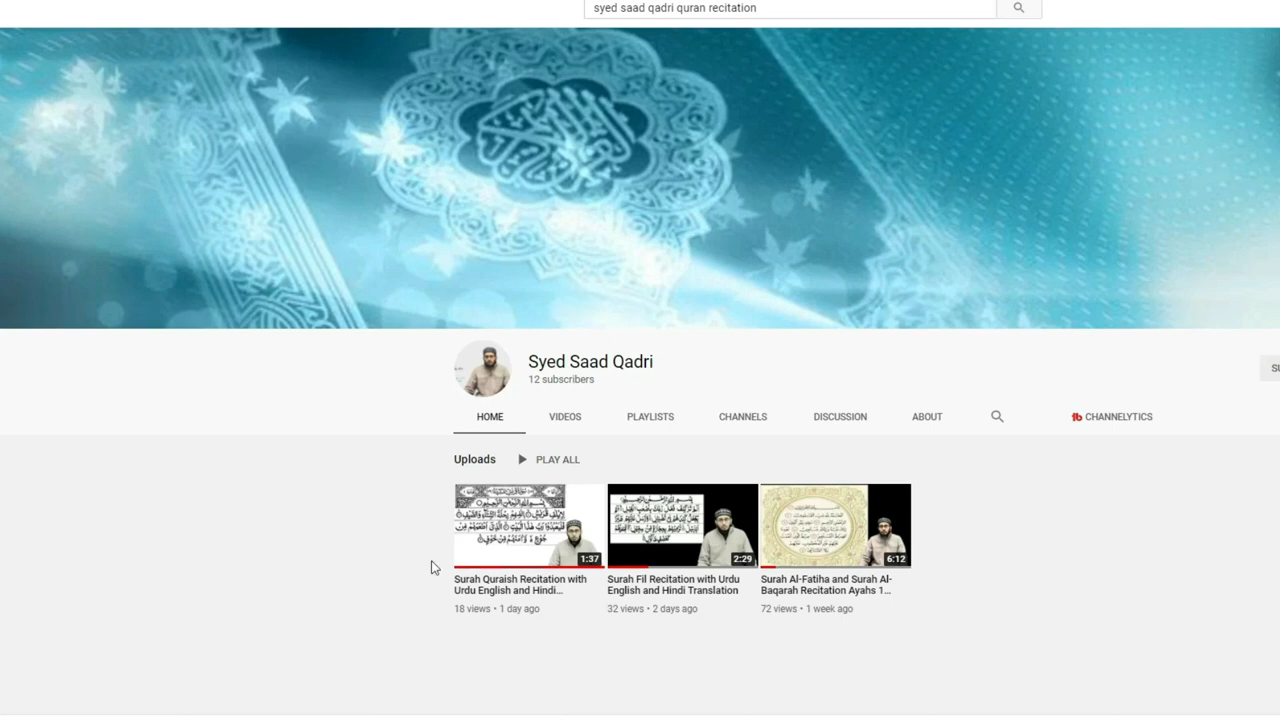 syed saad qadri quran recitation
Syed Saad Qadri
12 subscribers
HOME VIDEOS PLAYLISTS CHANNELS DISCUSSION ABOUT CHANNELYTICS
Uploads PLAY ALL
1:37 2:29 6:12
Surah Quraish Recitation with
Urdu English and Hindi...
18 views • 1 day ago
Surah Fil Recitation with Urdu
English and Hindi Translation
32 views • 2 days ago
Surah Al-Fatiha and Surah Al-
Baqarah Recitation Ayahs 1...
72 views • 1 week ago